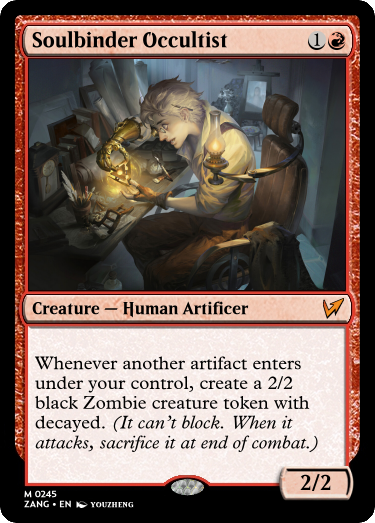 Soulbinder Occultist 1
Creature — Human Artificer
Whenever another artifact enters
under your control, create a 2/2
black Zombie creature token with
decayed. (It can't block. When it
attacks, sacrifice it at end of combat.)
2/2
M 0245
ZANG • EN YOUZHENG